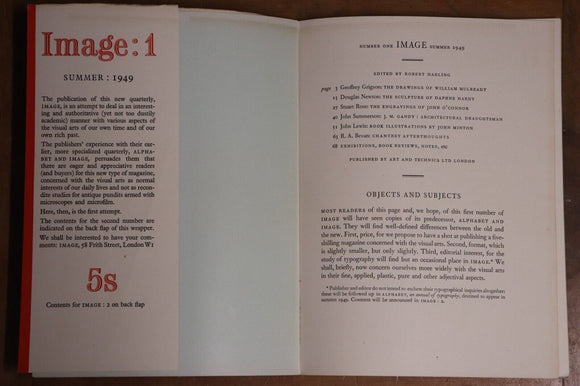 Image: 1
SUMMER : 1949
The publication of this new quarterly,
IMAGE, is an attempt to deal in an interest-
ing and authoritative (yet not too dustily
academic) manner with various aspects of
the visual arts of our own time and of our
own rich past.
The publishers' experience with their ear-
lier, more specialized quarterly, ALPHA-
BET AND IMAGE, persuades them that
there are eager and appreciative readers
(and buyers) for this new type of magazine,
concerned with the visual arts as normal
interests of our daily lives and not as recon-
dite studies for antique pundits armed with
microscopes and microfilm.
Here, then, is the first attempt.
The contents for the second number are
indicated on the back flap of this wrapper.
We shall be interested to have your com-
ments: IMAGE, 58 Frith Street, London W1
5s
Contents for IMAGE : 2 on back flap
NUMBER ONE IMAGE SUMMER 1949
EDITED BY ROBERT HARLING
page 3 Geoffrey Grigson: THE DRAWINGS OF WILLIAM MULREADY
15 Douglas Newton: THE SCULPTURE OF DAPHNE HARDY
27 Stuart Rose: THE ENGRAVINGS OF JOHN O'CONNOR
40 John Summerson: J. M. GANDY: ARCHITECTURAL DRAUGHTSMAN
51 John Lewis: BOOK ILLUSTRATIONS BY JOHN MINTON
63 R. A. Bevan: CHANTREY AFTERTHOUGHTS
68 EXHIBITIONS, BOOK REVIEWS, NOTES, etc
PUBLISHED BY ART AND TECHNICS LTD LONDON
OBJECTS AND SUBJECTS
MOST READERS of this page and, we hope, of this first number of
IMAGE will have seen copies of its predecessor, ALPHABET AND
IMAGE. They will find well-defined differences between the old and
the new. First, price, for we propose to have a shot at publishing a five-
shilling magazine concerned with the visual arts. Second, format, which
is slightly smaller, but only slightly. Third, editorial interest, for the
study of typography will find but an occasional place in IMAGE.* We
shall, briefly, now concern ourselves more widely with the visual arts
in their fine, applied, plastic, pure and other adjectival aspects.
* Publisher and editor do not intend to eschew their typographical inquiries altogether:
these will be followed up in ALPHABET, an annual of typography, destined to appear in
autumn 1949. Content will be announced in IMAGE : 2.